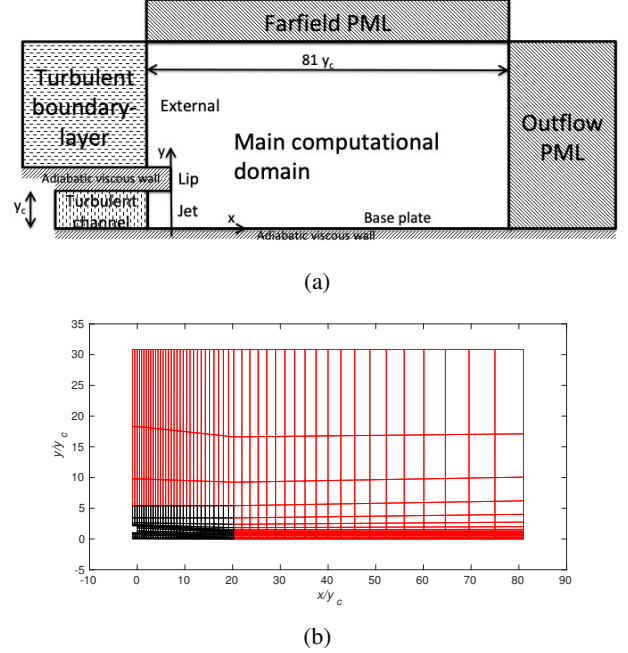 Farfield PML
Turbulent
boundary-
layer
81 y_c
External
Main computational
domain
Outflow
PML
y
Adiabatic viscous wall
Lip
y_c
Turbulent
channel
Jet
x
Base plate
Adiabatic viscous wall
(a)
35
30
25
20
15
10
5
0
-5
y/y_c
-10 0 10 20 30 40 50 60 70 80 90
x/y_c
(b)